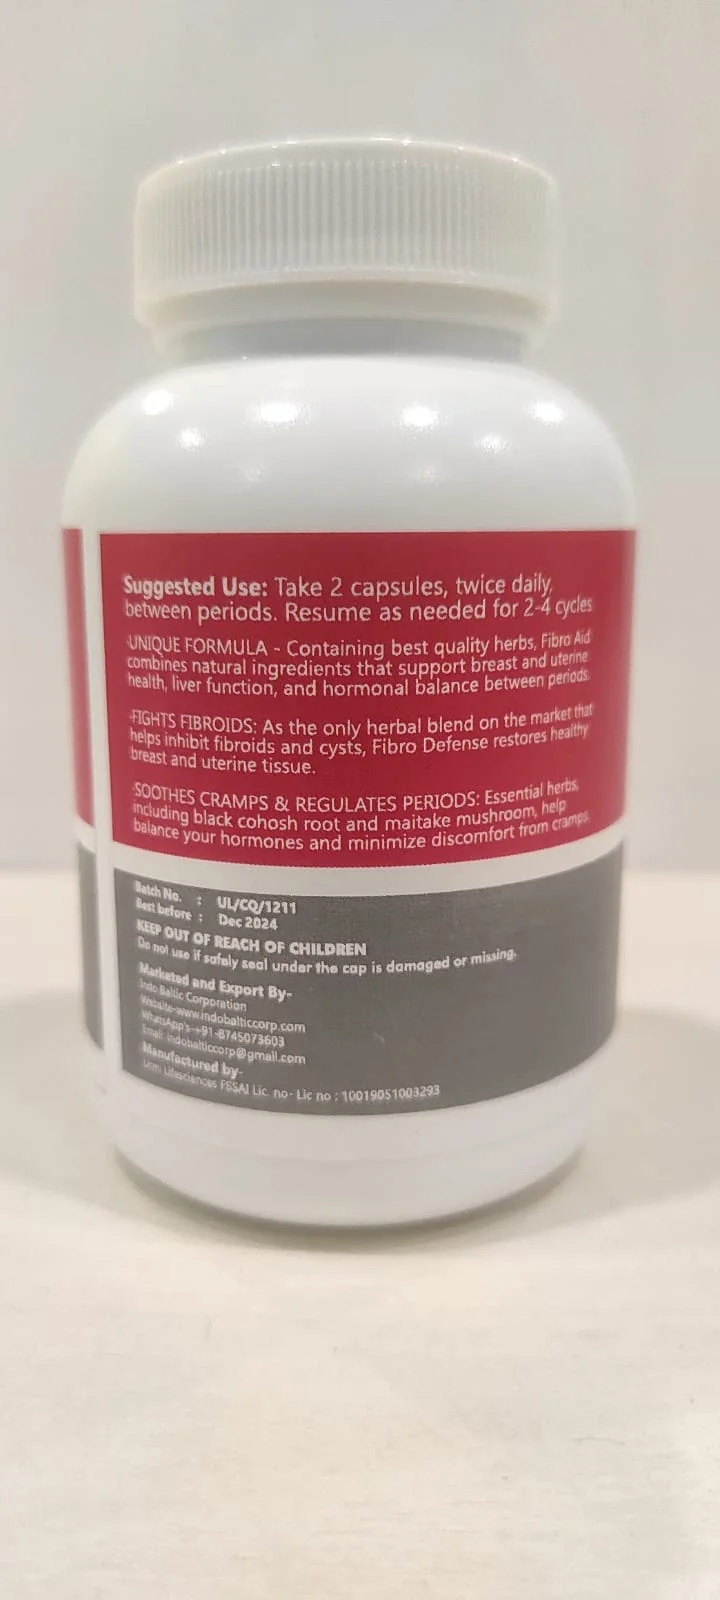 Suggested Use: Take 2 capsules, twice daily,
between periods. Resume as needed for 2-4 cycles
·UNIQUE FORMULA - Containing best quality herbs, Fibro Aid
combines natural ingredients that support breast and uterine
health, liver function, and hormonal balance between periods.
·FIGHTS FIBROIDS: As the only herbal blend on the market that
helps inhibit fibroids and cysts, Fibro Defense restores healthy
breast and uterine tissue.
·SOOTHES CRAMPS & REGULATES PERIODS: Essential herbs,
including black cohosh root and maitake mushroom, help
balance your hormones and minimize discomfort from cramps.
Batch No. : UL/CQ/1211
Best before : Dec 2024
KEEP OUT OF REACH OF CHILDREN
Do not use if safaly seal under the cap is damaged or missing.
Marketed and Export By-
Indo Baltic Corporation
Website-www.indobalticcorp.com
WhatsApp's-+91-8745073603
Email: indobalticcorp@gmail.com
Manufactured by-
Lifesciences FSSAI Lic. no- Lic no : 10019051003293